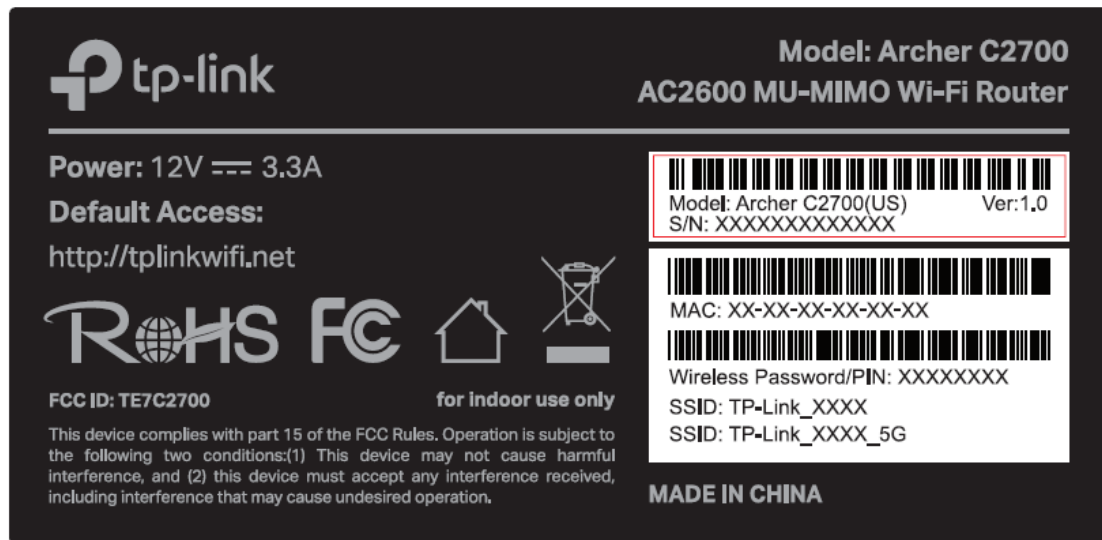 tp-link
Model: Archer C2700
AC2600 MU-MIMO Wi-Fi Router
Power: 12V ⎓ 3.3A
Default Access:
http://tplinkwifi.net
RoHS FC
FCC ID: TE7C2700
for indoor use only
This device complies with part 15 of the FCC Rules. Operation is subject to
the following two conditions:(1) This device may not cause harmful
interference, and (2) this device must accept any interference received,
including interference that may cause undesired operation.
Model: Archer C2700(US) Ver:1.0
S/N: XXXXXXXXXXXXX
MAC: XX-XX-XX-XX-XX-XX
Wireless Password/PIN: XXXXXXXX
SSID: TP-Link_XXXX
SSID: TP-Link_XXXX_5G
MADE IN CHINA